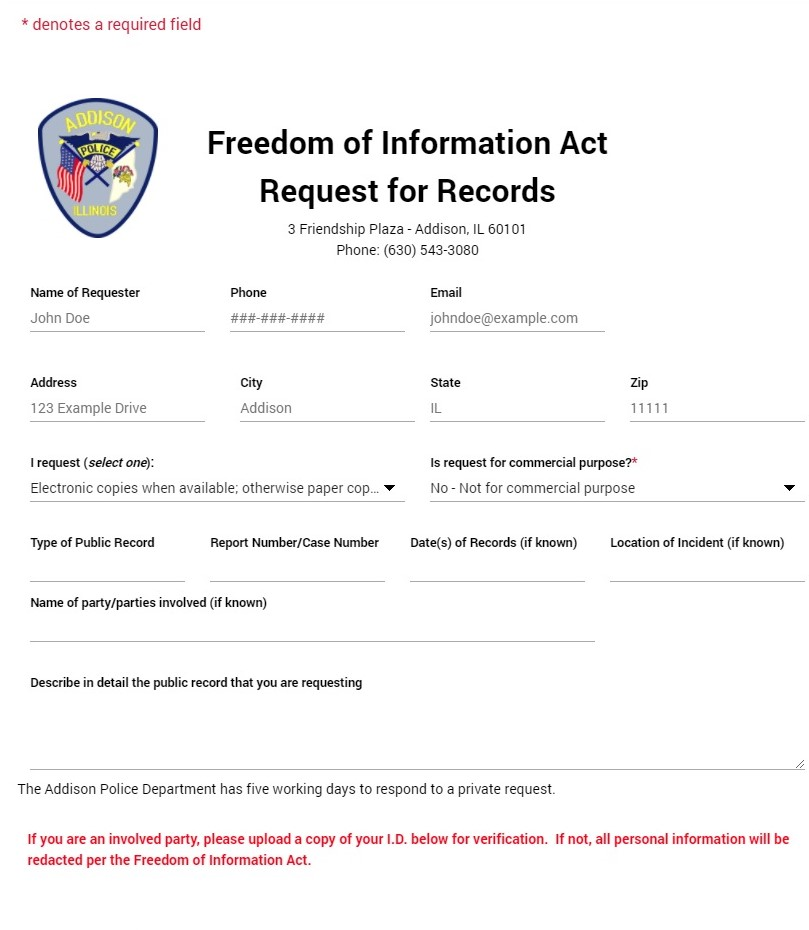 * denotes a required field
ADDISON
POLICE
ILLINOIS
Freedom of Information Act
Request for Records
3 Friendship Plaza - Addison, IL 60101
Phone: (630) 543-3080
Name of Requester Phone Email
John Doe ###-###-#### johndoe@example.com
Address City State Zip
123 Example Drive Addison IL 11111
I request (select one): Is request for commercial purpose?*
Electronic copies when available; otherwise paper cop... No - Not for commercial purpose
Type of Public Record Report Number/Case Number Date(s) of Records (if known) Location of Incident (if known)
Name of party/parties involved (if known)
Describe in detail the public record that you are requesting
The Addison Police Department has five working days to respond to a private request.
If you are an involved party, please upload a copy of your I.D. below for verification.  If not, all personal information will be
redacted per the Freedom of Information Act.